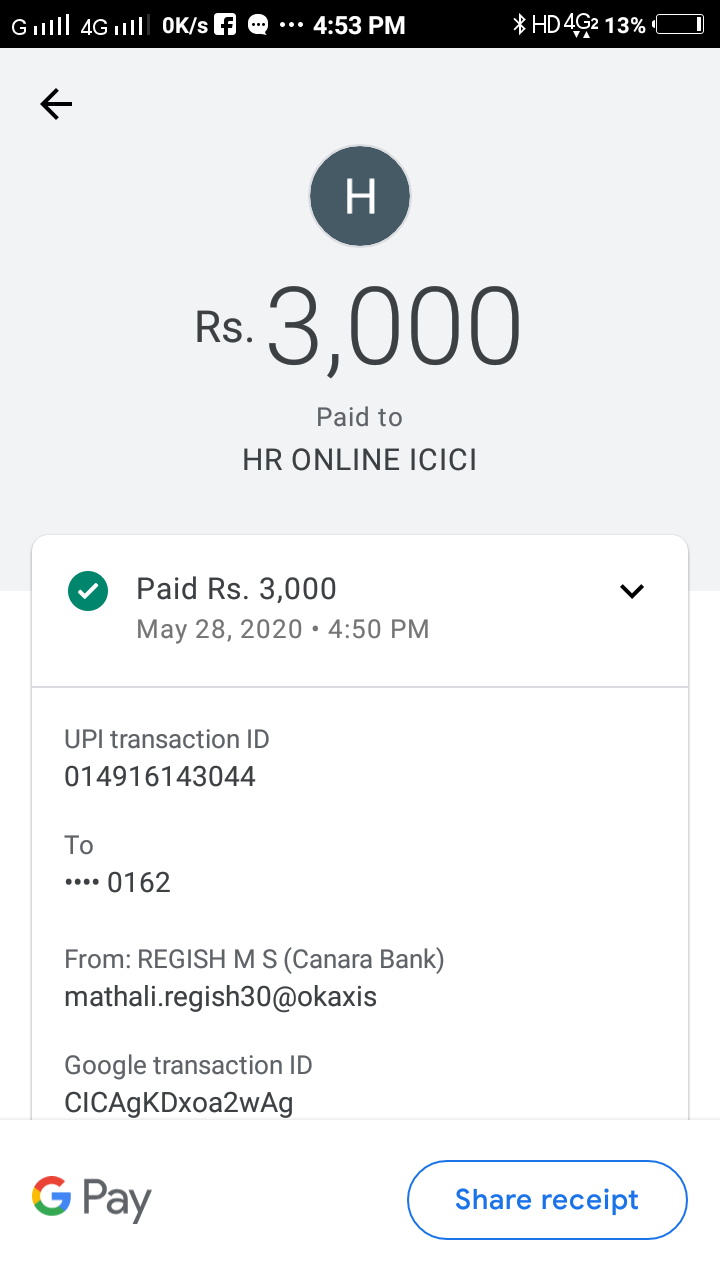 G 4G 0K/s 4:53 PM HD 4G2 13%
H
Rs. 3,000
Paid to
HR ONLINE ICICI
Paid Rs. 3,000
May 28, 2020 • 4:50 PM
UPI transaction ID
014916143044
To
•••• 0162
From: REGISH M S (Canara Bank)
mathali.regish30@okaxis
Google transaction ID
CICAgKDxoa2wAg
G Pay
Share receipt